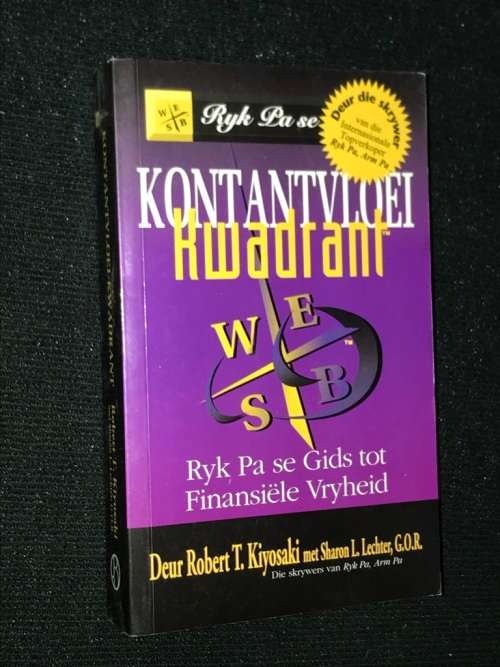 W E
S B
Ryk Pa se
Deur die skrywer
van die
Internasionale
Topverkoper
Ryk Pa, Arm Pa
KONTANTVLOEI
Kwadrant™
W E
S B ™
Ryk Pa se Gids tot
Finansiële Vryheid
Deur Robert T. Kiyosaki met Sharon L. Lechter, G.O.R.
Die skrywers van Ryk Pa, Arm Pa
KONTANTVLOEI KWADRANT
Robert T. Kiyosaki